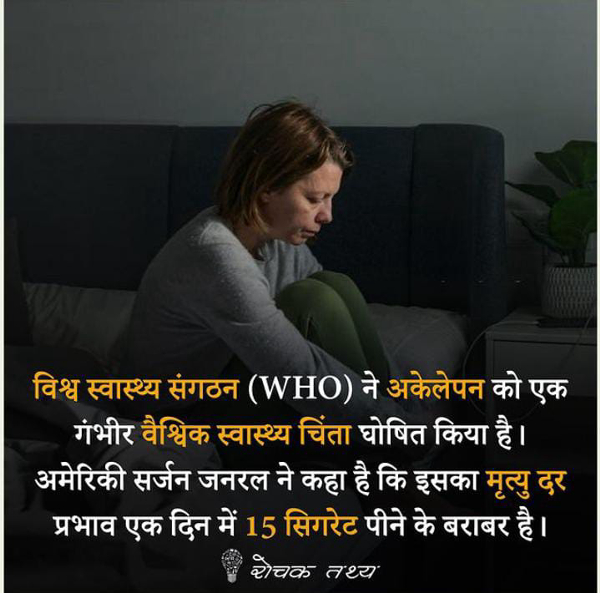 विश्व स्वास्थ्य संगठन (WHO) ने अकेलेपन को एक
गंभीर वैश्विक स्वास्थ्य चिंता घोषित किया है।
अमेरिकी सर्जन जनरल ने कहा है कि इसका मृत्यु दर
प्रभाव एक दिन में 15 सिगरेट पीने के बराबर है।
रोचक तथ्य